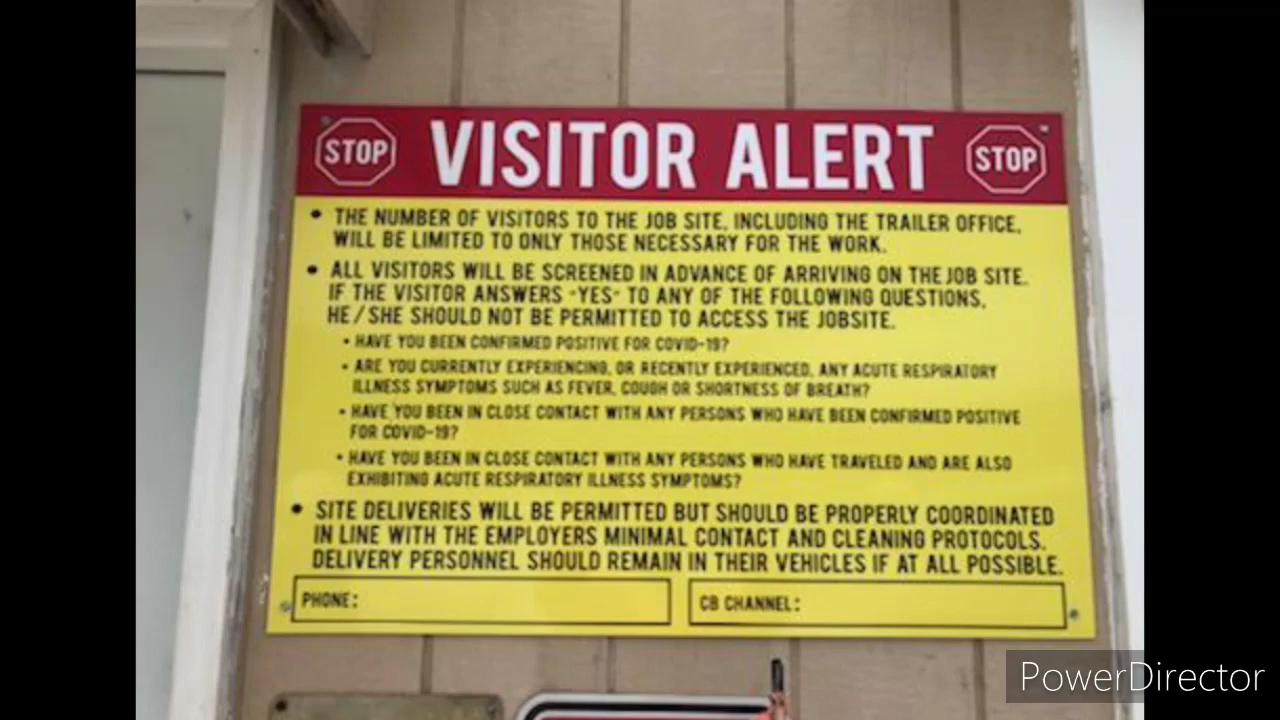 STOP VISITOR ALERT STOP
• THE NUMBER OF VISITORS TO THE JOB SITE, INCLUDING THE TRAILER OFFICE,
WILL BE LIMITED TO ONLY THOSE NECESSARY FOR THE WORK.
• ALL VISITORS WILL BE SCREENED IN ADVANCE OF ARRIVING ON THE JOB SITE.
IF THE VISITOR ANSWERS "YES" TO ANY OF THE FOLLOWING QUESTIONS,
HE/SHE SHOULD NOT BE PERMITTED TO ACCESS THE JOBSITE.
• HAVE YOU BEEN CONFIRMED POSITIVE FOR COVID-19?
• ARE YOU CURRENTLY EXPERIENCING, OR RECENTLY EXPERIENCED, ANY ACUTE RESPIRATORY
ILLNESS SYMPTOMS SUCH AS FEVER, COUGH OR SHORTNESS OF BREATH?
• HAVE YOU BEEN IN CLOSE CONTACT WITH ANY PERSONS WHO HAVE BEEN CONFIRMED POSITIVE
FOR COVID-19?
• HAVE YOU BEEN IN CLOSE CONTACT WITH ANY PERSONS WHO HAVE TRAVELED AND ARE ALSO
EXHIBITING ACUTE RESPIRATORY ILLNESS SYMPTOMS?
• SITE DELIVERIES WILL BE PERMITTED BUT SHOULD BE PROPERLY COORDINATED
IN LINE WITH THE EMPLOYERS MINIMAL CONTACT AND CLEANING PROTOCOLS.
DELIVERY PERSONNEL SHOULD REMAIN IN THEIR VEHICLES IF AT ALL POSSIBLE.
PHONE: CB CHANNEL:
PowerDirector